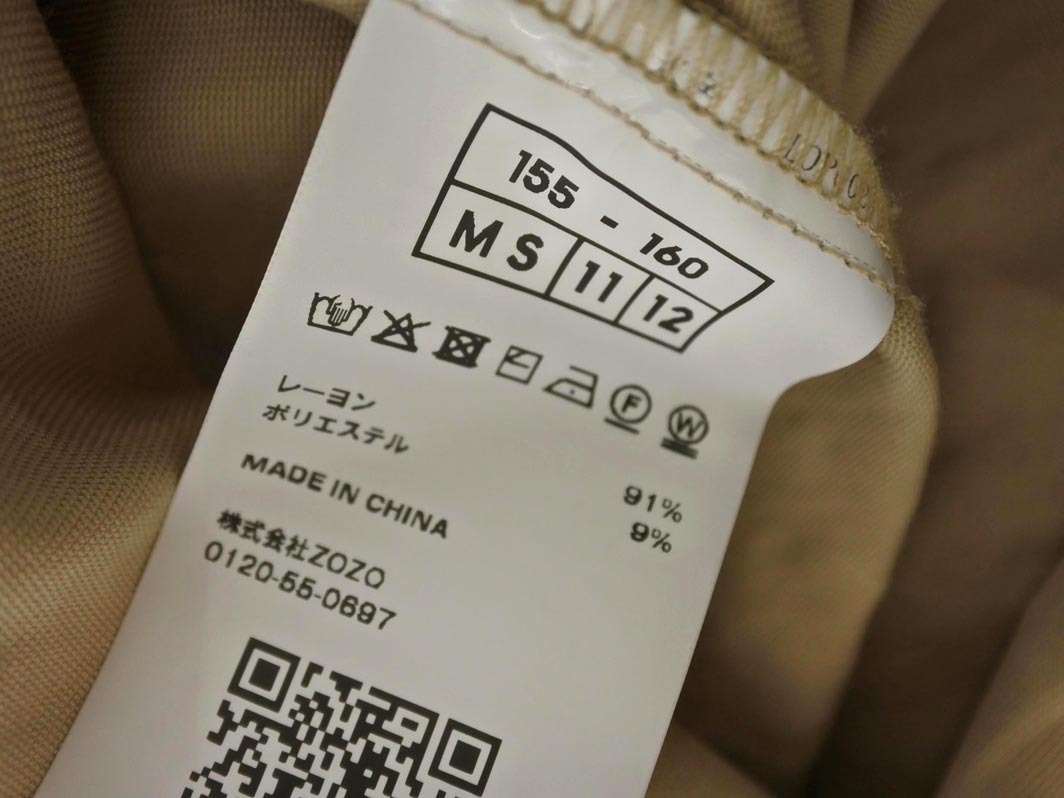 155 - 160
MS 11 12
F W
レーヨン 91%
ポリエステル 9%
MADE IN CHINA
株式会社ZOZO
0120-55-0697